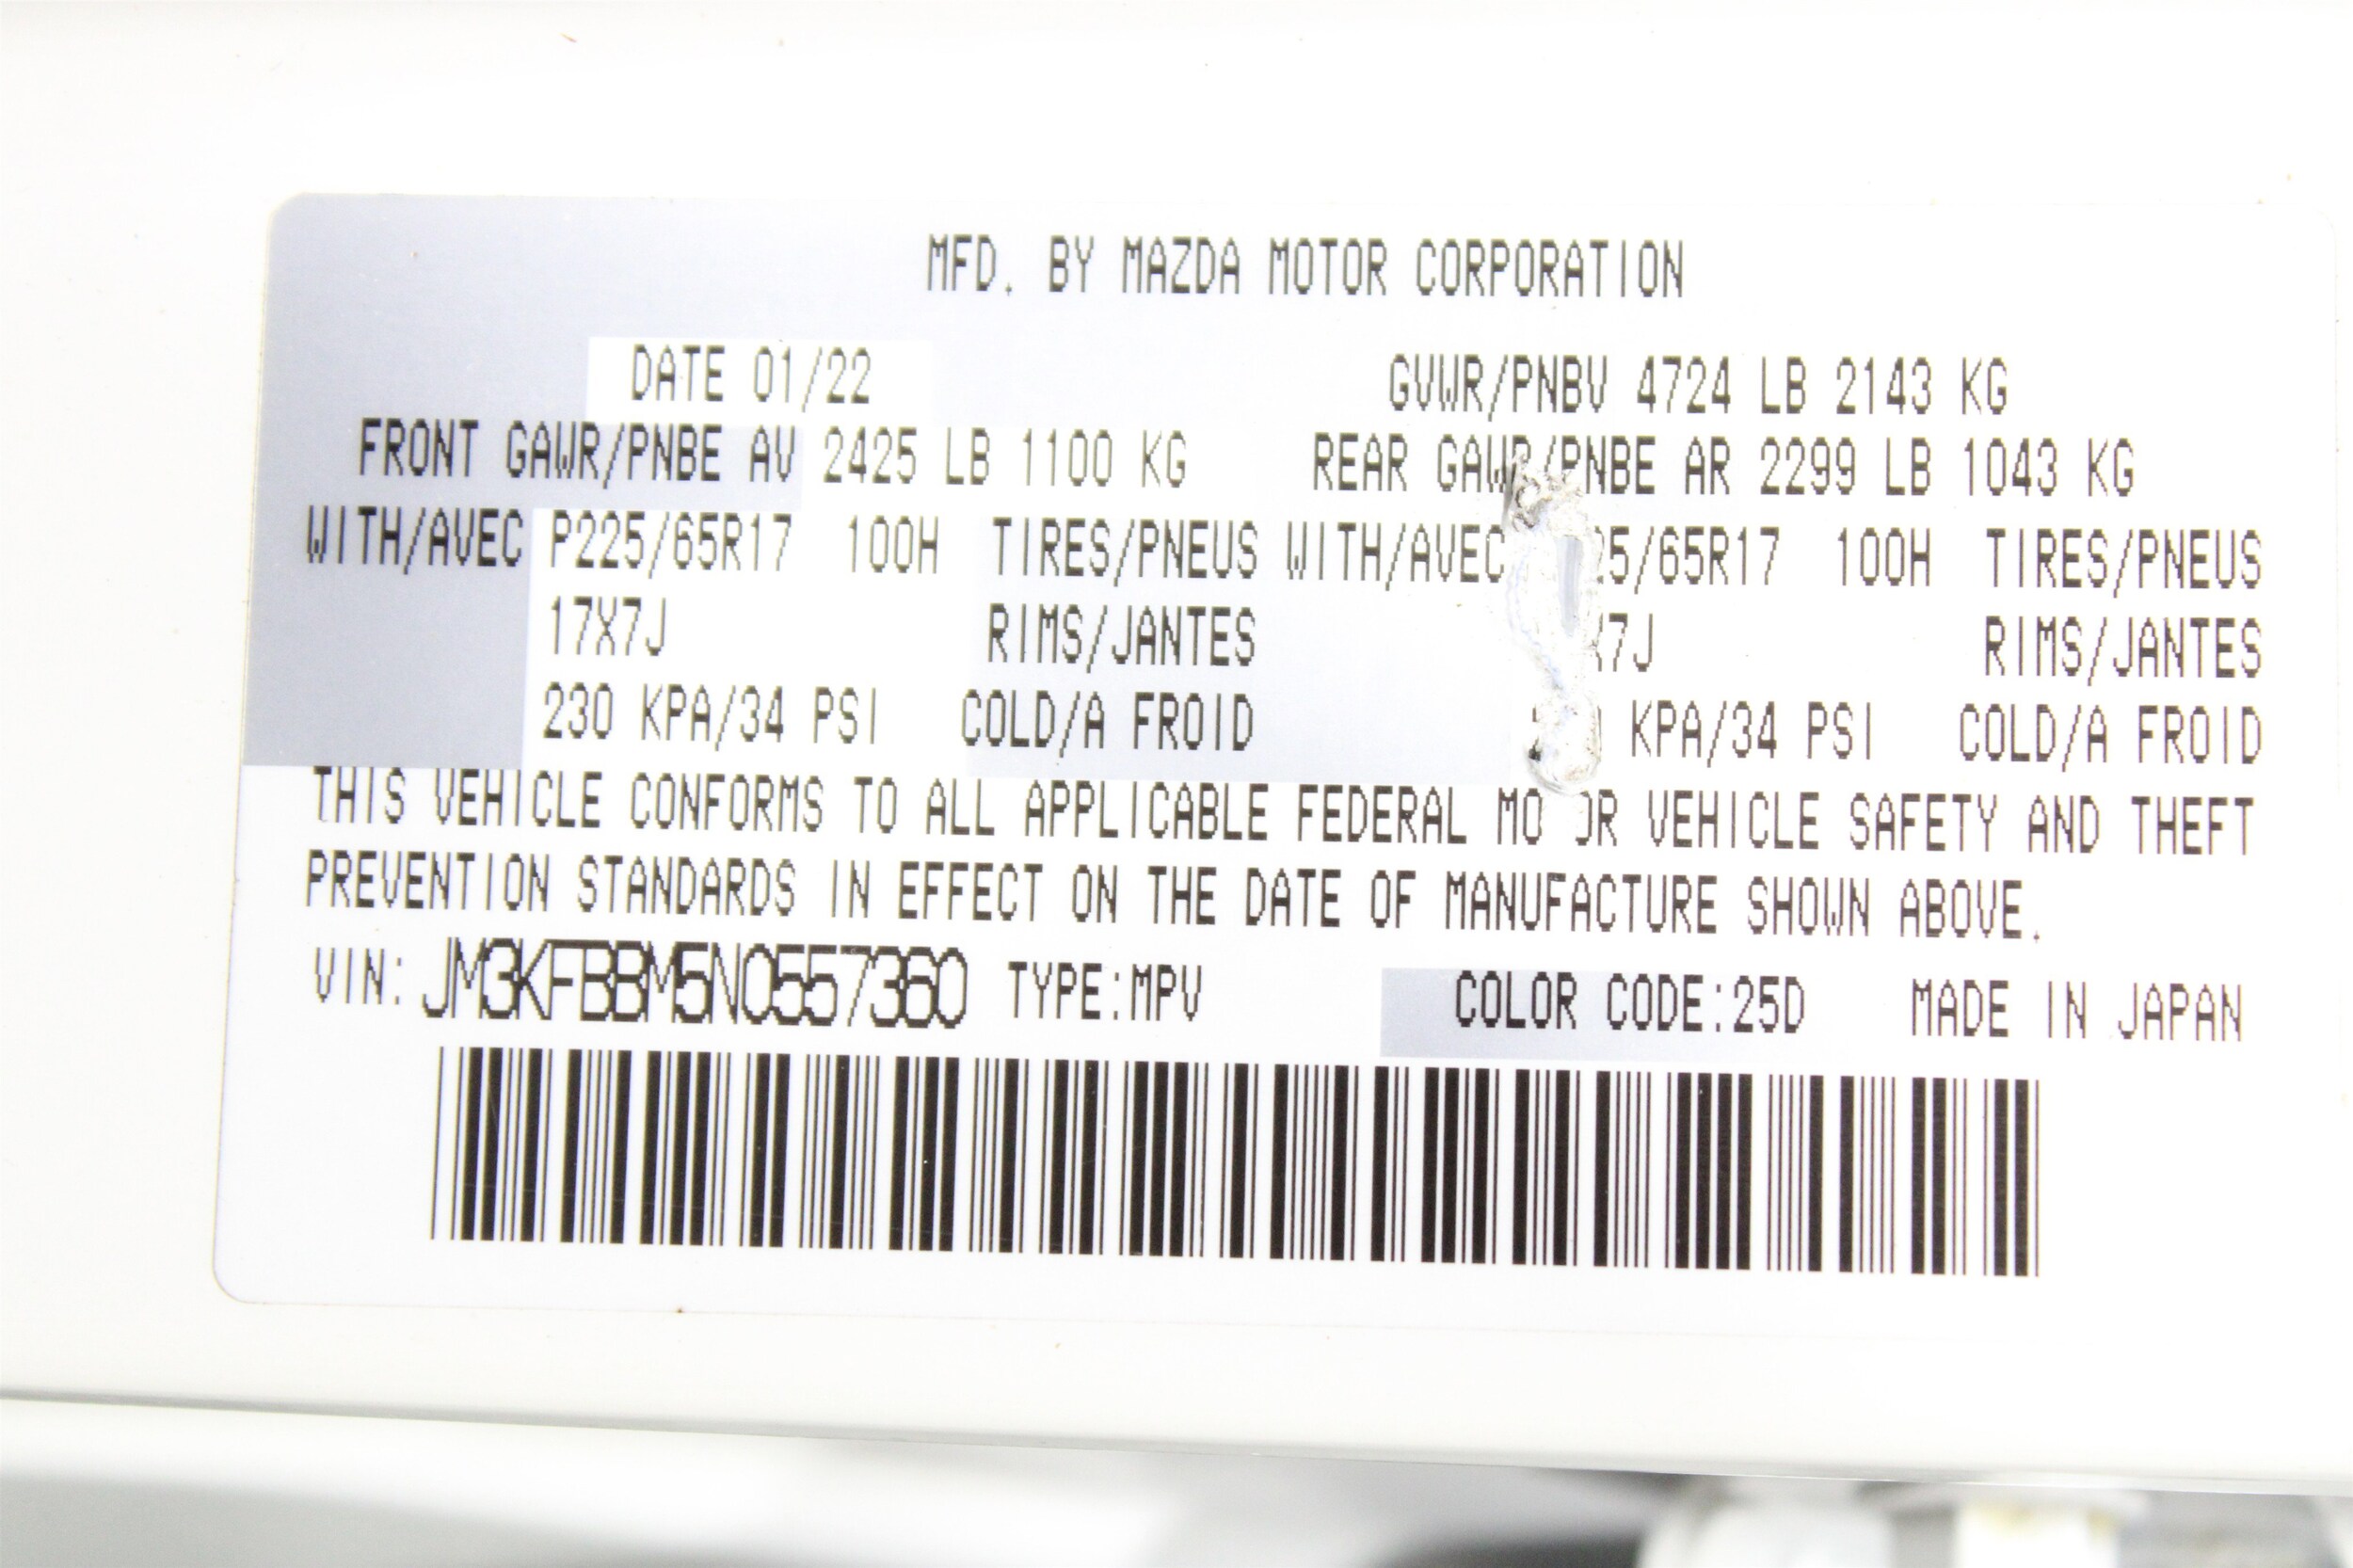 MFD. BY MAZDA MOTOR CORPORATION
DATE 01/22 GVWR/PNBV 4724 LB 2143 KG
FRONT GAWR/PNBE AV 2425 LB 1100 KG REAR GAWR/PNBE AR 2299 LB 1043 KG
WITH/AVEC P225/65R17 100H TIRES/PNEUS WITH/AVEC 25/65R17 100H TIRES/PNEUS
17X7J RIMS/JANTES X7J RIMS/JANTES
230 KPA/34 PSI COLD/A FROID KPA/34 PSI COLD/A FROID
THIS VEHICLE CONFORMS TO ALL APPLICABLE FEDERAL MO OR VEHICLE SAFETY AND THEFT
PREVENTION STANDARDS IN EFFECT ON THE DATE OF MANUFACTURE SHOWN ABOVE.
VIN: JM3KFBBM5N0557360 TYPE:MPV COLOR CODE:25D MADE IN JAPAN